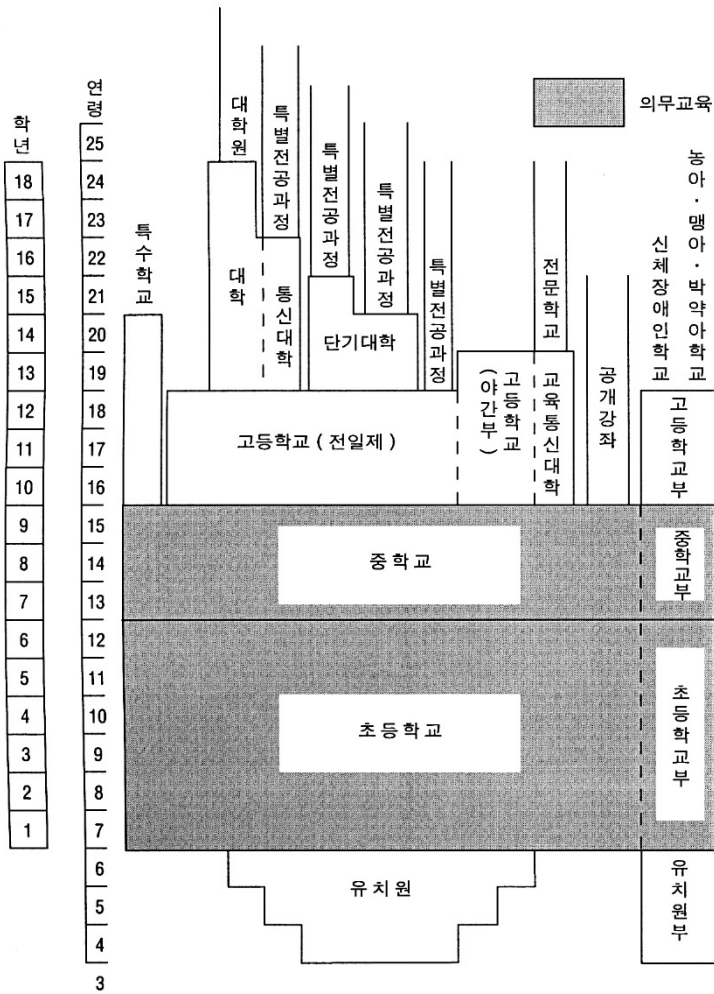 의무교육
학년
18
17
16
15
14
13
12
11
10
9
8
7
6
5
4
3
2
1
연령
25
24
23
22
21
20
19
18
17
16
15
14
13
12
11
10
9
8
7
6
5
4
3
특수학교
대학원
특별전공과정
특별전공과정
특별전공과정
특별전공과정
대학
통신대학
단기대학
전문학교
공개강좌
신체장애인학교
농아·맹아·박약아학교
고등학교 ( 전일제 )
고등학교
(야간부)
교육통신대학
고등학교부
중학교
중학교부
초등학교
초등학교부
유치원
유치원부